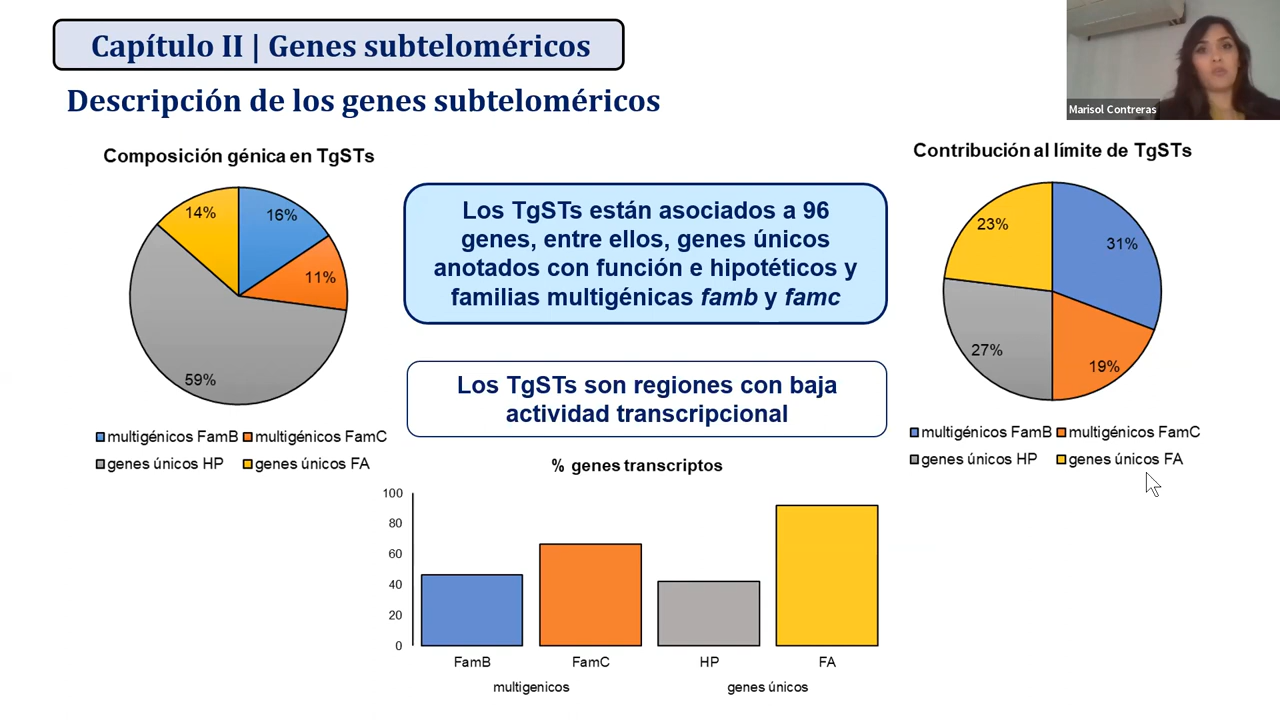 Capítulo II | Genes subteloméricos
Descripción de los genes subteloméricos
Marisol Contreras
Composición génica en TgSTs
14%
16%
11%
59%
multigénicos FamB
multigénicos FamC
genes únicos HP
genes únicos FA
Los TgSTs están asociados a 96
genes, entre ellos, genes únicos
anotados con función e hipotéticos y
familias multigénicas famb y famc
Los TgSTs son regiones con baja
actividad transcripcional
Contribución al límite de TgSTs
23%
31%
27%
19%
multigénicos FamB
multigénicos FamC
genes únicos HP
genes únicos FA
% genes transcriptos
100
80
60
40
20
0
FamB
FamC
HP
FA
multigenicos
genes únicos